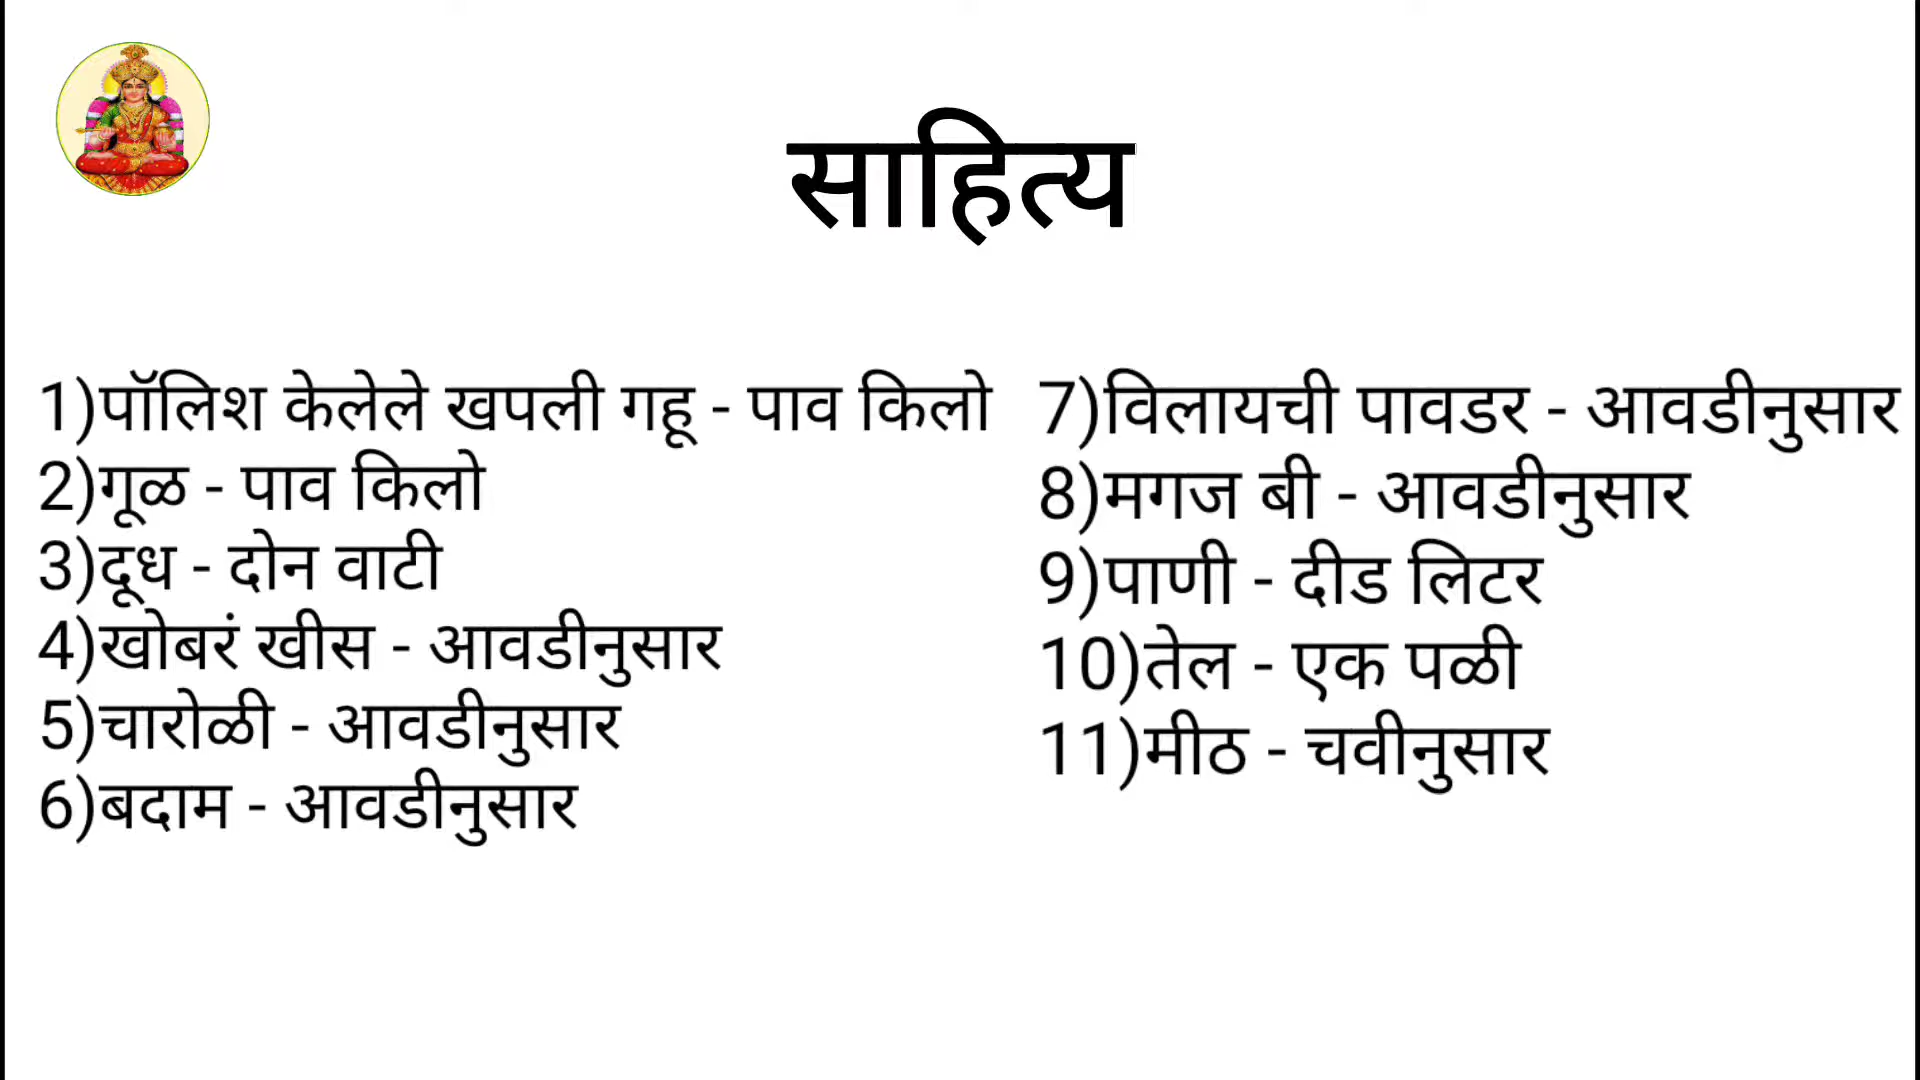 साहित्य
1)पॉलिश केलेले खपली गहू - पाव किलो
2)गूळ - पाव किलो
3)दूध - दोन वाटी
4)खोबरं खीस - आवडीनुसार
5)चारोळी - आवडीनुसार
6)बदाम - आवडीनुसार
7)विलायची पावडर - आवडीनुसार
8)मगज बी - आवडीनुसार
9)पाणी - दीड लिटर
10)तेल - एक पळी
11)मीठ - चवीनुसार